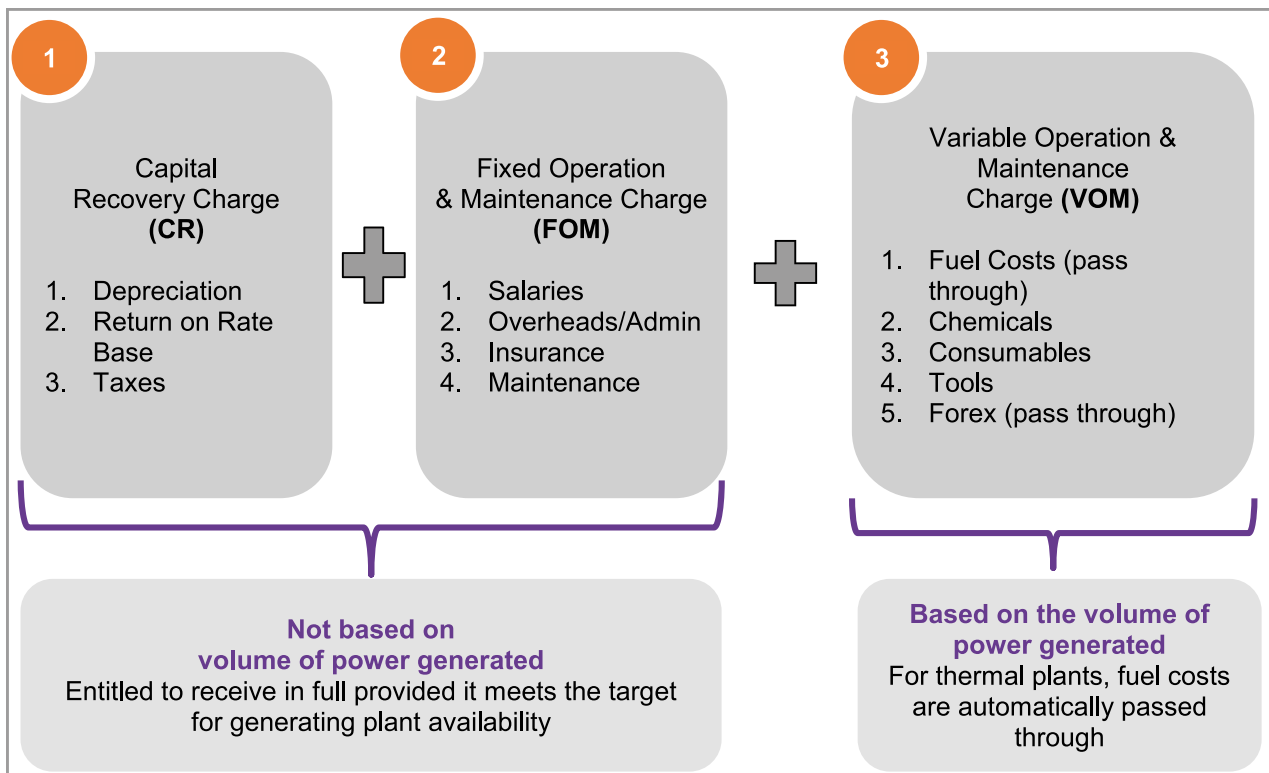 1
Capital
Recovery Charge
(CR)
1. Depreciation
2. Return on Rate
Base
3. Taxes
2
Fixed Operation
& Maintenance Charge
(FOM)
1. Salaries
2. Overheads/Admin
3. Insurance
4. Maintenance
3
Variable Operation &
Maintenance
Charge (VOM)
1. Fuel Costs (pass
through)
2. Chemicals
3. Consumables
4. Tools
5. Forex (pass through)
Not based on
volume of power generated
Entitled to receive in full provided it meets the target
for generating plant availability
Based on the volume of
power generated
For thermal plants, fuel costs
are automatically passed
through